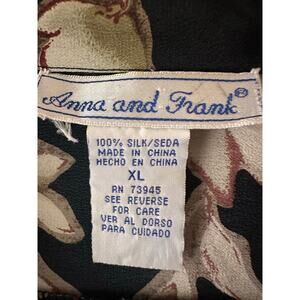 Anna and Frank®
100% SILK/SEDA
MADE IN CHINA
HECHO EN CHINA
XL
RN 73945
SEE REVERSE
FOR CARE
VER AL DORSO
PARA CUIDADO